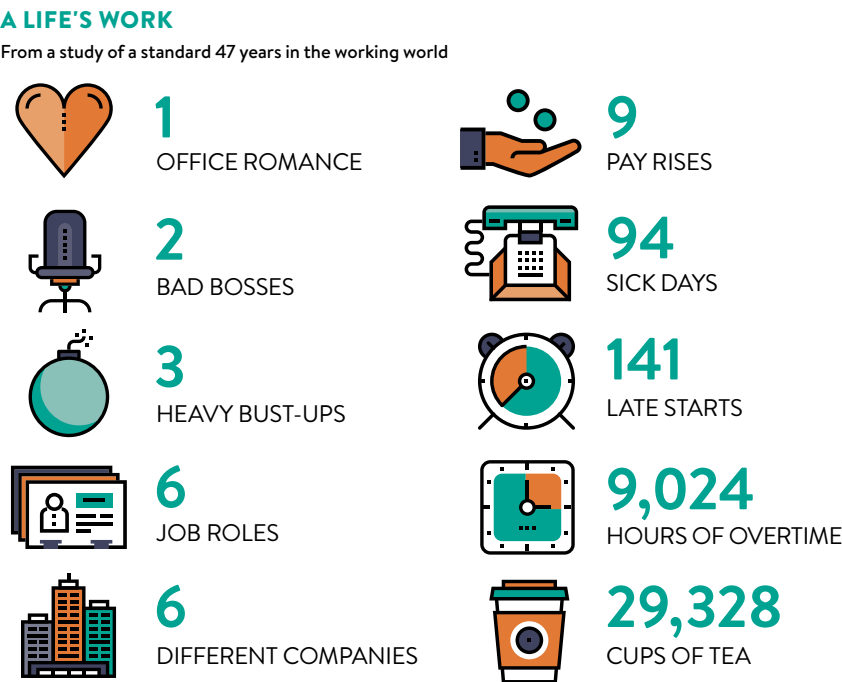 A LIFE'S WORK
From a study of a standard 47 years in the working world
1
OFFICE ROMANCE
2
BAD BOSSES
3
HEAVY BUST-UPS
6
JOB ROLES
6
DIFFERENT COMPANIES
9
PAY RISES
94
SICK DAYS
141
LATE STARTS
9,024
HOURS OF OVERTIME
29,328
CUPS OF TEA